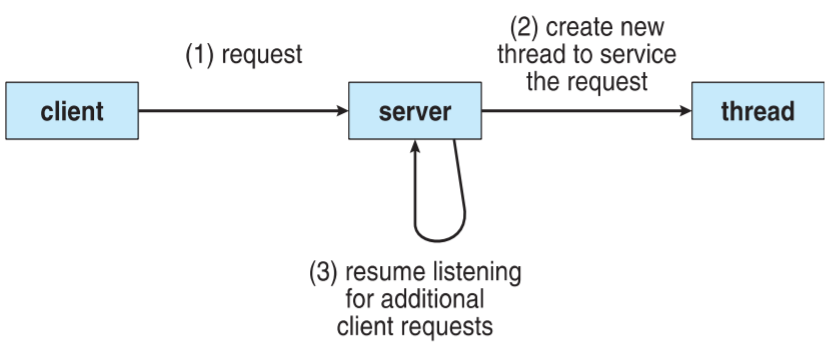 (1) request
(2) create new
thread to service
the request
client
server
thread
(3) resume listening
for additional
client requests